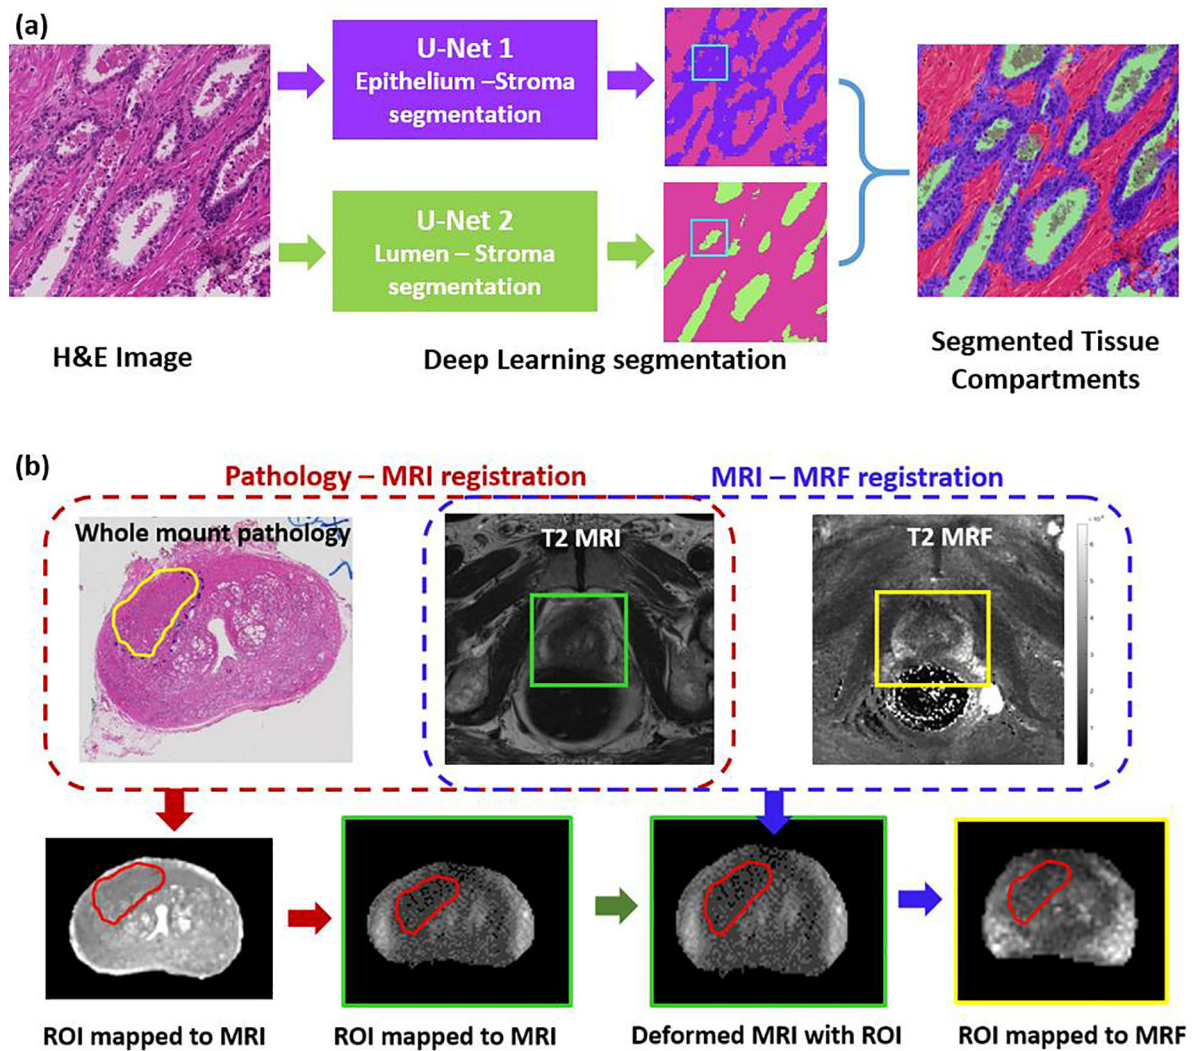 (a)
U-Net 1
Epithelium –Stroma
segmentation
U-Net 2
Lumen – Stroma
segmentation
H&E Image
Deep Learning segmentation
Segmented Tissue
Compartments
(b)
Pathology – MRI registration
MRI – MRF registration
Whole mount pathology
T2 MRI
T2 MRF
ROI mapped to MRI
ROI mapped to MRI
Deformed MRI with ROI
ROI mapped to MRF